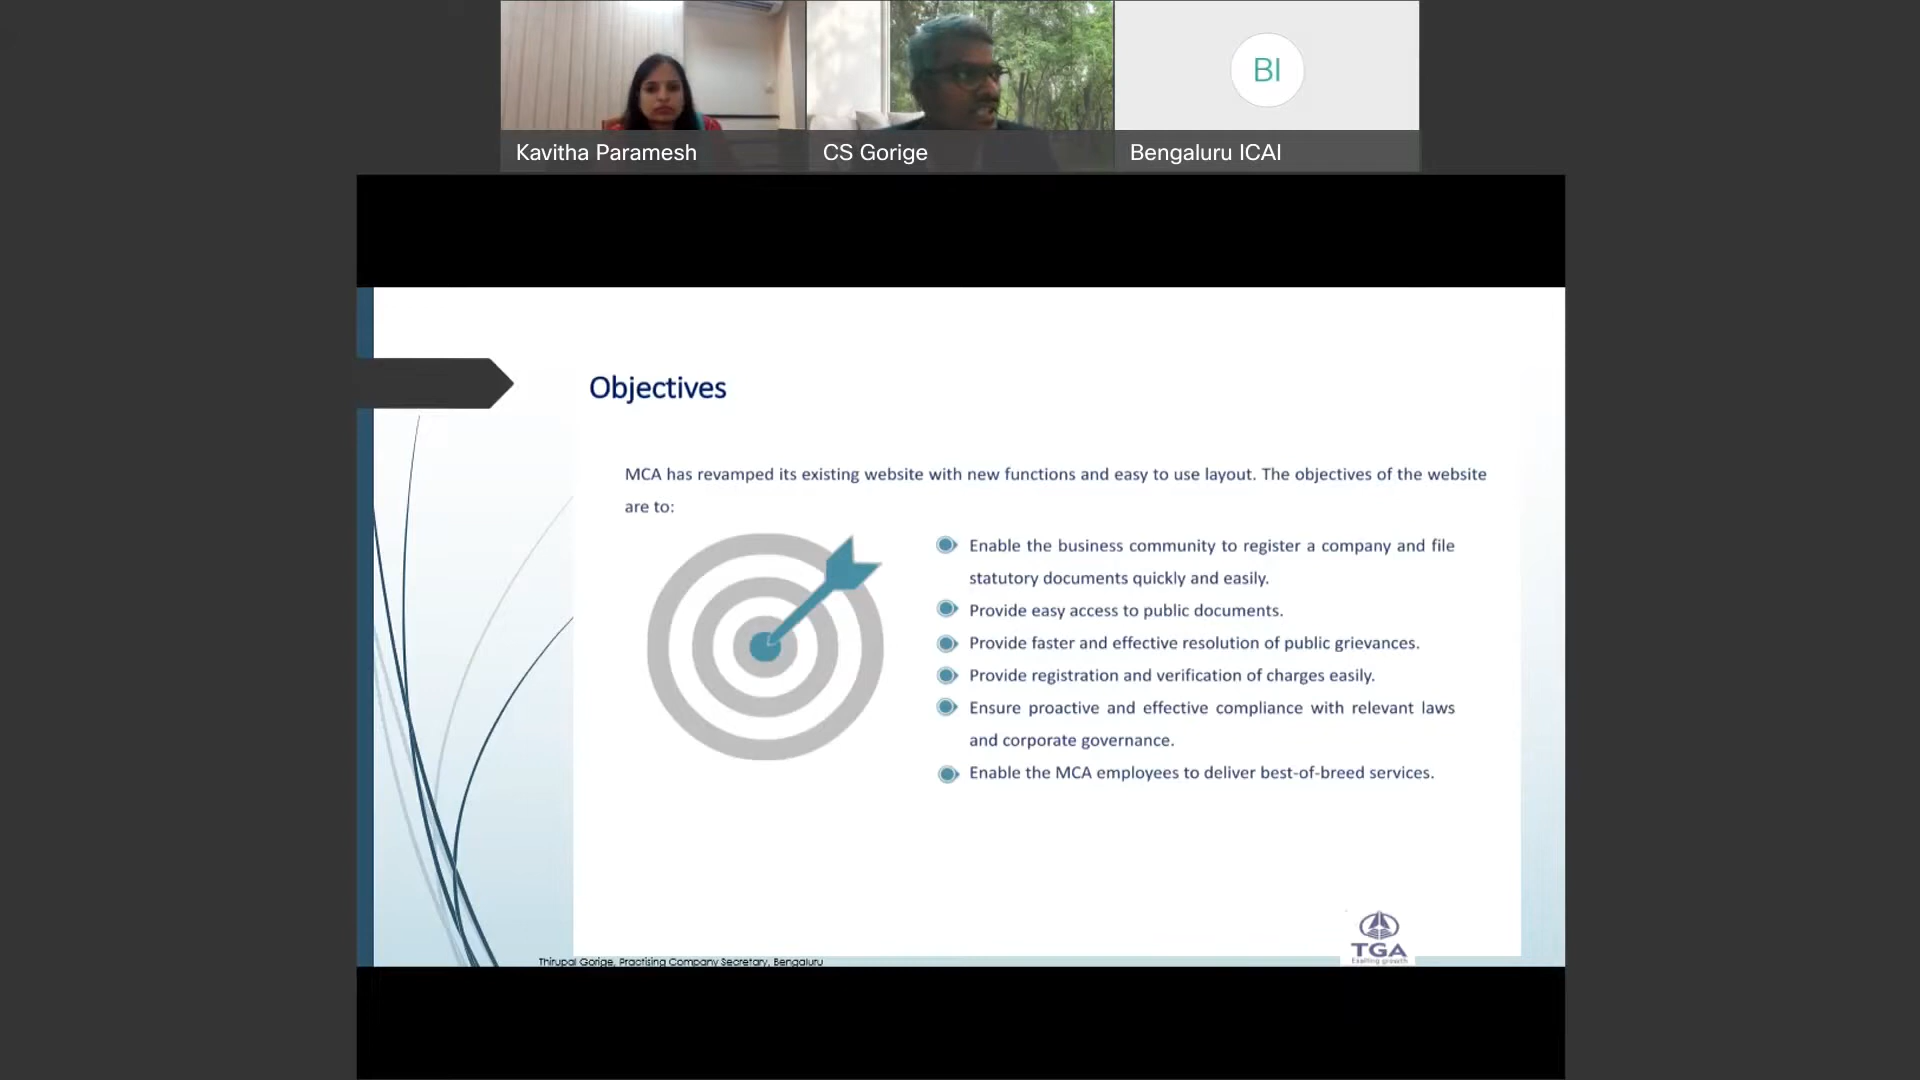 Kavitha Paramesh
CS Gorige
BI
Bengaluru ICAI
Objectives
MCA has revamped its existing website with new functions and easy to use layout. The objectives of the website
are to:
Enable the business community to register a company and file
statutory documents quickly and easily.
Provide easy access to public documents.
Provide faster and effective resolution of public grievances.
Provide registration and verification of charges easily.
Ensure proactive and effective compliance with relevant laws
and corporate governance.
Enable the MCA employees to deliver best-of-breed services.
TGA
Exalting growth
Thirupal Gorige, Practising Company Secretary, Bengaluru